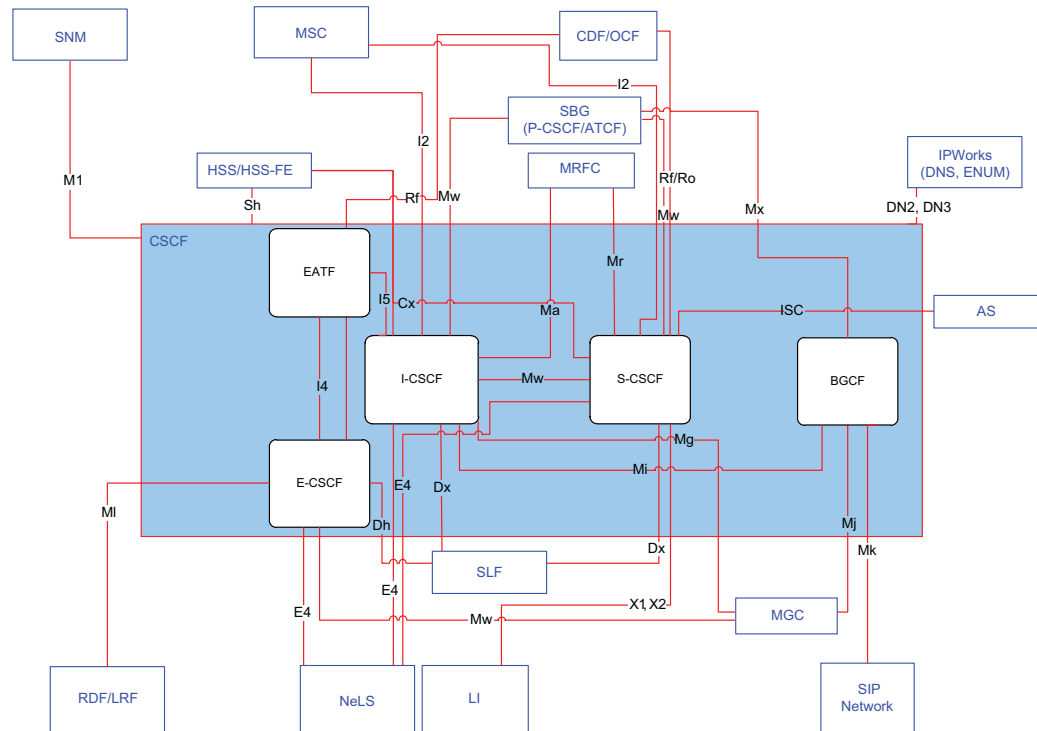 SNM
MSC
CDF/OCF
I2
SBG
(P-CSCF/ATCF)
I2
HSS/HSS-FE
MRFC
IPWorks
(DNS, ENUM)
M1
Sh
Rf
Mw
Rf/Ro
Mw
Mx
DN2, DN3
CSCF
EATF
Mr
I5
Cx
Ma
ISC
AS
I-CSCF
Mw
S-CSCF
BGCF
I4
Mg
Mi
E-CSCF
Dx
E4
Ml
Dh
Dx
Mj
Mk
SLF
E4
E4
Mw
X1, X2
MGC
RDF/LRF
NeLS
LI
SIP
Network